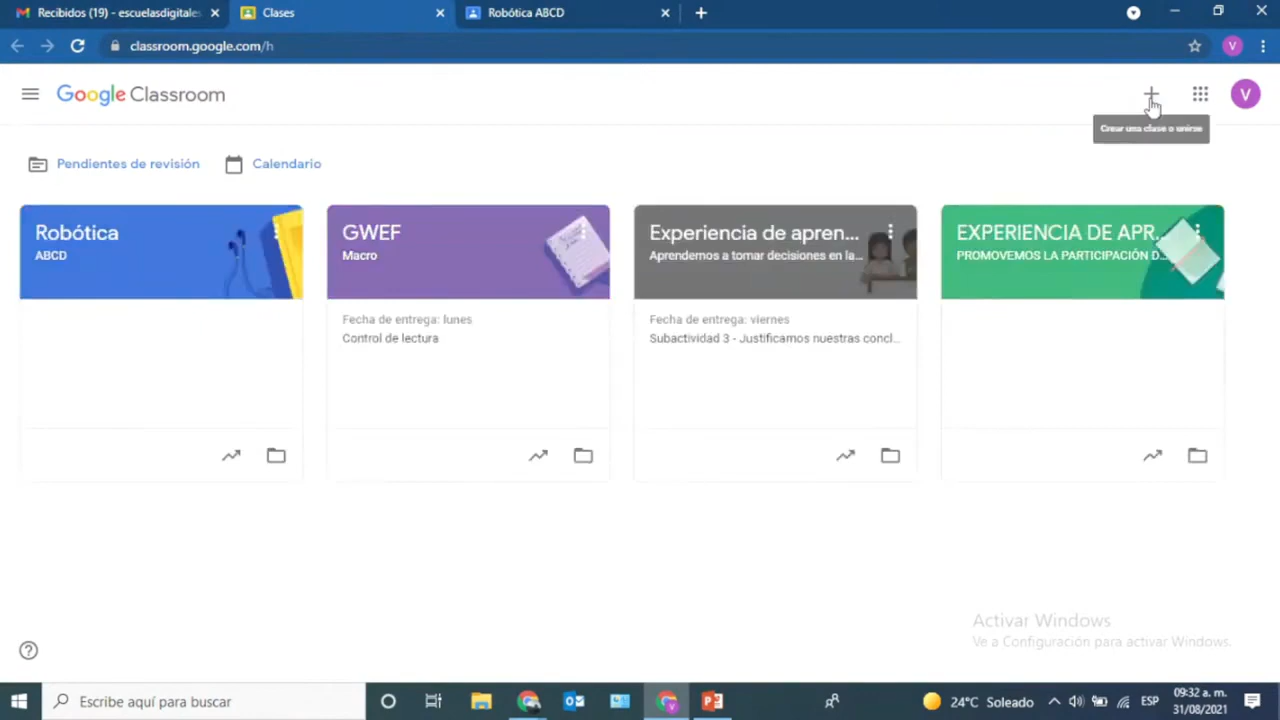 Recibidos (19) - escuelasdigitales
Clases
Robótica ABCD
classroom.google.com/h
V
Google Classroom
V
Crear una clase o unirse
Pendientes de revisión
Calendario
Robótica
ABCD
GWEF
Macro
Fecha de entrega: lunes
Control de lectura
Experiencia de apren...
Aprendemos a tomar decisiones en la...
Fecha de entrega: viernes
Subactividad 3 - Justificamos nuestras concl...
EXPERIENCIA DE APR...
PROMOVEMOS LA PARTICIPACIÓN D...
Activar Windows
Ve a Configuración para activar Windows.
Escribe aquí para buscar
24°C Soleado
ESP
09:32 a. m.
31/08/2021